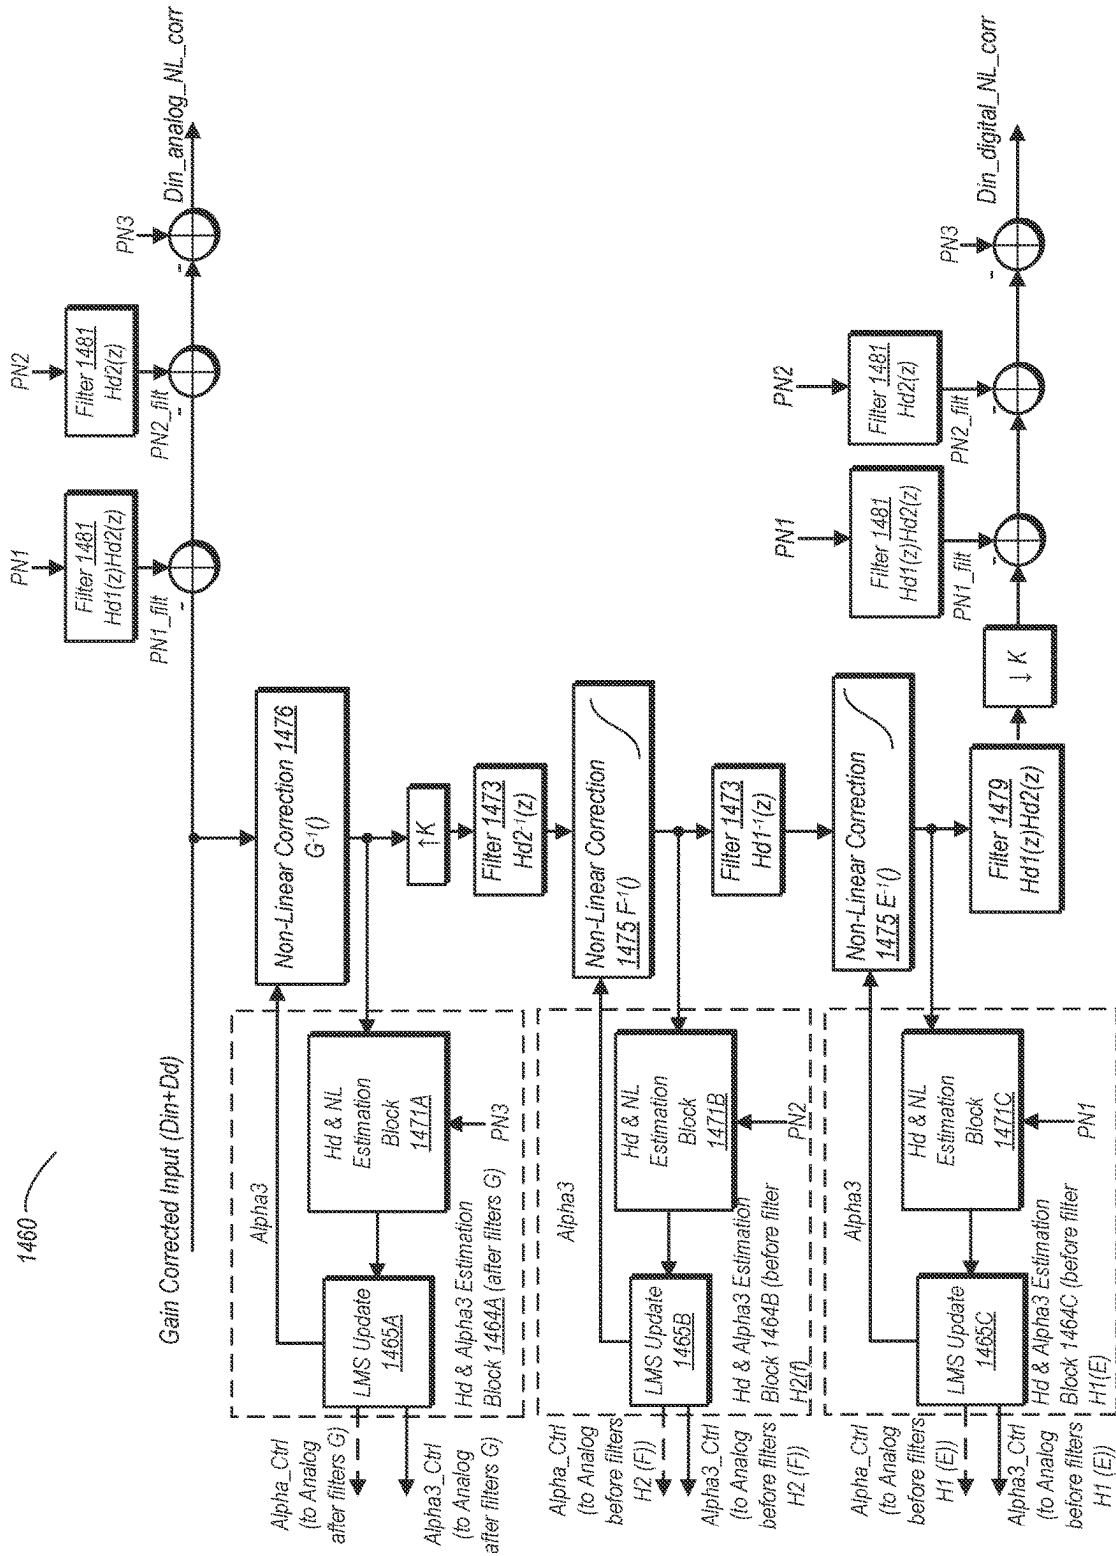 1460
Gain Corrected Input (Din+Dd)
PN1
Filter 1481
Hd1(z)Hd2(z)
PN1_filt
-
PN2
Filter 1481
Hd2(z)
PN2_filt
-
PN3
-
Din_analog_NL_corr
Non-Linear Correction 1476
G⁻¹()
Alpha3
Hd & NL
Estimation
Block
1471A
PN3
LMS Update
1465A
Hd & Alpha3 Estimation
Block 1464A (after filters G)
Alpha_Ctrl
(to Analog
after filters G)
Alpha3_Ctrl
(to Analog
after filters G)
↑K
Filter 1473
Hd2⁻¹(z)
Non-Linear Correction
1475 F⁻¹()
Alpha3
Hd & NL
Estimation
Block
1471B
PN2
LMS Update
1465B
Hd & Alpha3 Estimation
Block 1464B (before filter
H2(f)
Alpha_Ctrl
(to Analog
before filters
H2 (F))
Alpha3_Ctrl
(to Analog
before filters
H2 (F))
Filter 1473
Hd1⁻¹(z)
Non-Linear Correction
1475 E⁻¹()
Alpha3
Hd & NL
Estimation
Block
1471C
PN1
LMS Update
1465C
Hd & Alpha3 Estimation
Block 1464C (before filter
H1(E)
Alpha_Ctrl
(to Analog
before filters
H1 (E))
Alpha3_Ctrl
(to Analog
before filters
H1 (E))
Filter 1479
Hd1(z)Hd2(z)
↓K
PN1
Filter 1481
Hd1(z)Hd2(z)
PN1_filt
-
PN2
Filter 1481
Hd2(z)
PN2_filt
-
PN3
-
Din_digital_NL_corr